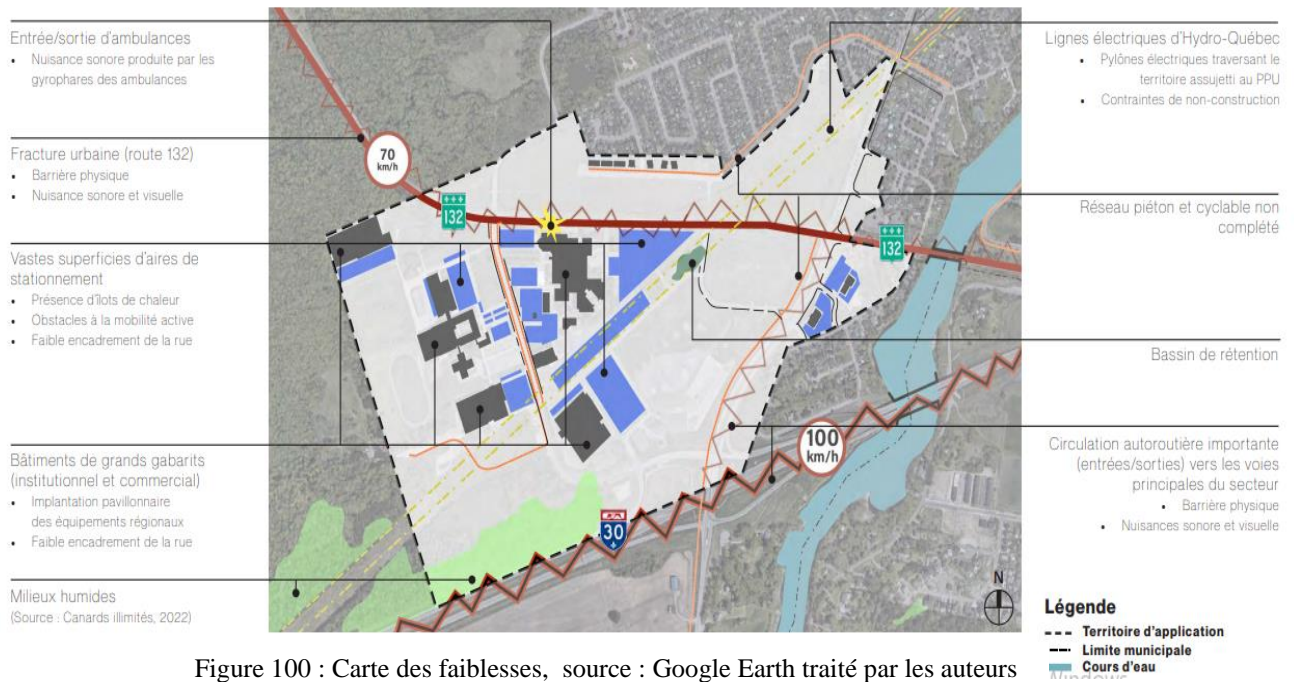 Entrée/sortie d'ambulances
• Nuisance sonore produite par les
gyrophares des ambulances
Fracture urbaine (route 132)
• Barrière physique
• Nuisance sonore et visuelle
Vastes superficies d'aires de
stationnement
• Présence d'îlots de chaleur
• Obstacles à la mobilité active
• Faible encadrement de la rue
Bâtiments de grands gabarits
(institutionnel et commercial)
• Implantation pavillonnaire
des équipements régionaux
• Faible encadrement de la rue
Milieux humides
(Source : Canards illimités, 2022)
70
km/h
132
132
100
km/h
30
N
Lignes électriques d'Hydro-Québec
• Pylônes électriques traversant le
territoire assujetti au PPU
• Contraintes de non-construction
Réseau piéton et cyclable non
complété
Bassin de rétention
Circulation autoroutière importante
(entrées/sorties) vers les voies
principales du secteur
• Barrière physique
• Nuisances sonore et visuelle
Légende
Territoire d'application
Limite municipale
Cours d'eau
Windows
Figure 100 : Carte des faiblesses, source : Google Earth traité par les auteurs